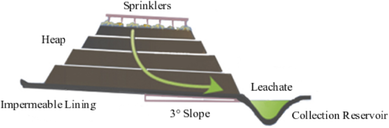 Sprinklers
Heap
Leachate
Impermeable Lining
3° Slope
Collection Reservoir